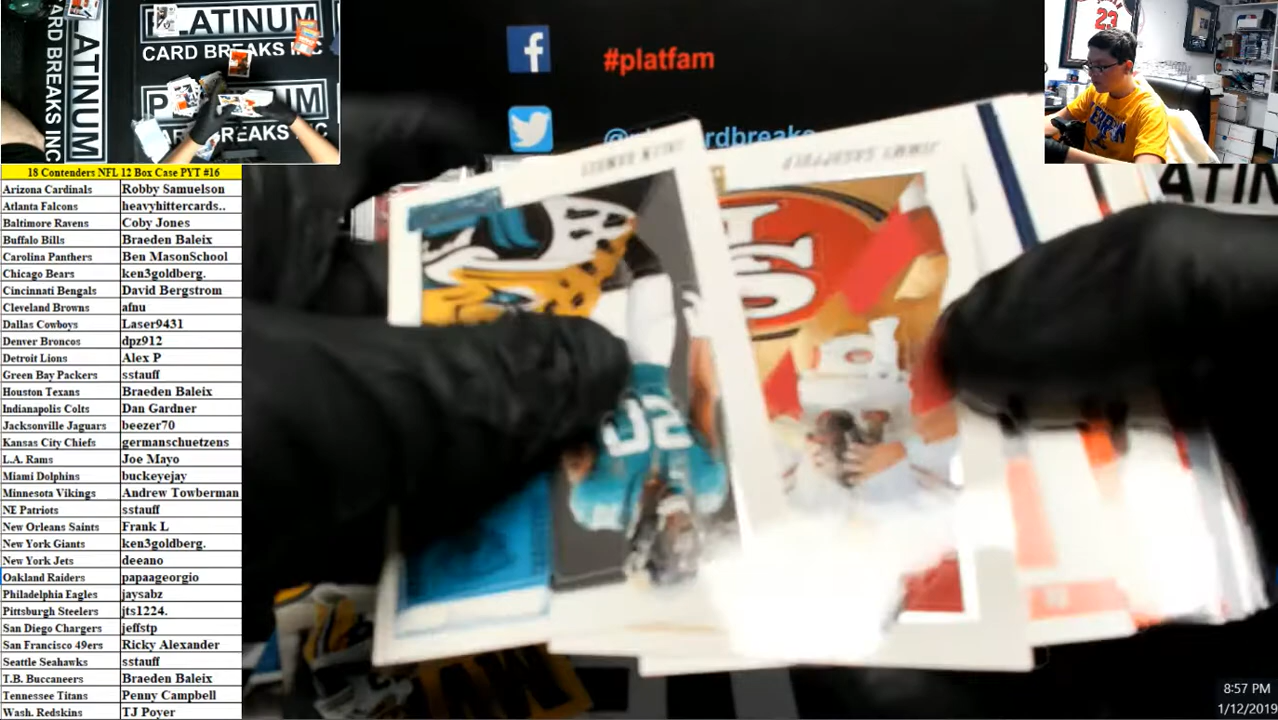 PLATINUM
CARD BREAKS INC
#platfam
23
18 Contenders NFL 12 Box Case PYT #16
Arizona Cardinals Robby Samuelson
Atlanta Falcons heavyhittercards..
Baltimore Ravens Coby Jones
Buffalo Bills Braeden Baleix
Carolina Panthers Ben MasonSchool
Chicago Bears ken3goldberg.
Cincinnati Bengals David Bergstrom
Cleveland Browns afnu
Dallas Cowboys Laser9431
Denver Broncos dpz912
Detroit Lions Alex P
Green Bay Packers sstauff
Houston Texans Braeden Baleix
Indianapolis Colts Dan Gardner
Jacksonville Jaguars beezer70
Kansas City Chiefs germanschuetzens
L.A. Rams Joe Mayo
Miami Dolphins buckeyejay
Minnesota Vikings Andrew Towberman
NE Patriots sstauff
New Orleans Saints Frank L
New York Giants ken3goldberg.
New York Jets deeano
Oakland Raiders papaageorgio
Philadelphia Eagles jaysabz
Pittsburgh Steelers jts1224.
San Diego Chargers jeffstp
San Francisco 49ers Ricky Alexander
Seattle Seahawks sstauff
T.B. Buccaneers Braeden Baleix
Tennessee Titans Penny Campbell
Wash. Redskins TJ Poyer
JIMMY GAROPPOLO
8:57 PM
1/12/2019